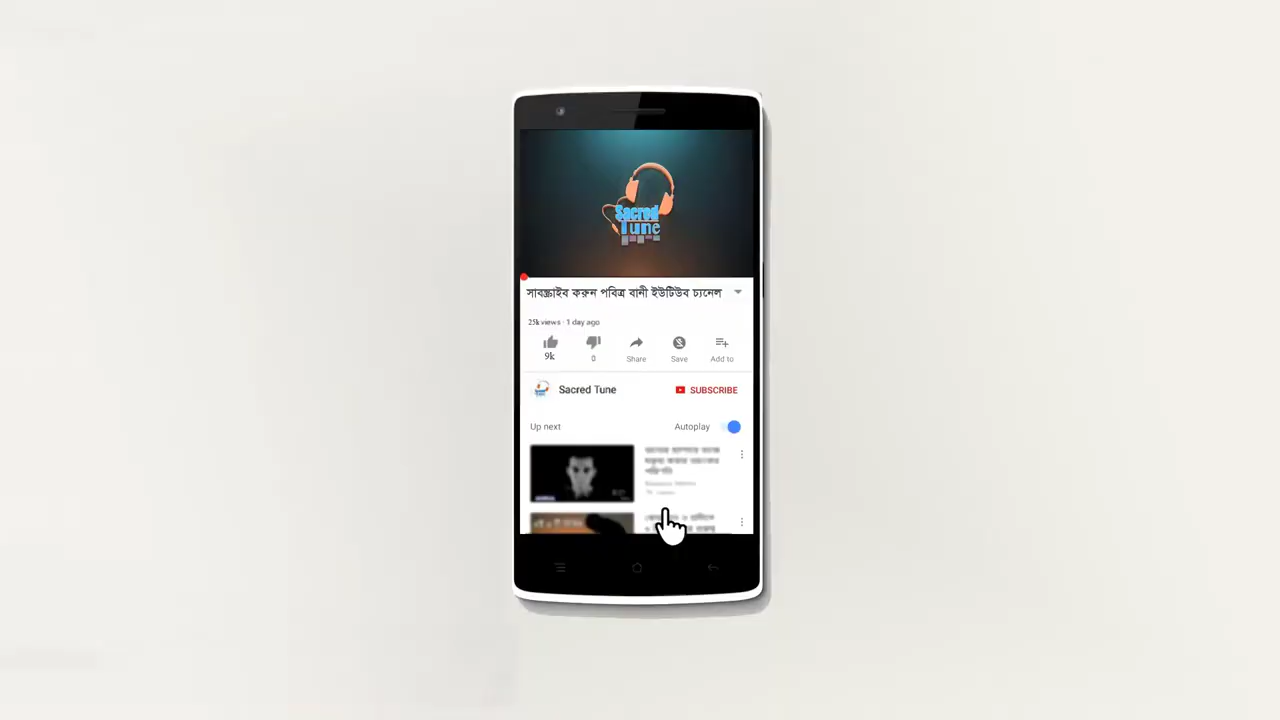 Sacred
Tune
সাবস্ক্রাইব করুন পবিত্র বানী ইউটিউব চ্যনেল
25k views · 1 day ago
9k
0
Share
Save
Add to
Sacred Tune
SUBSCRIBE
Up next
Autoplay